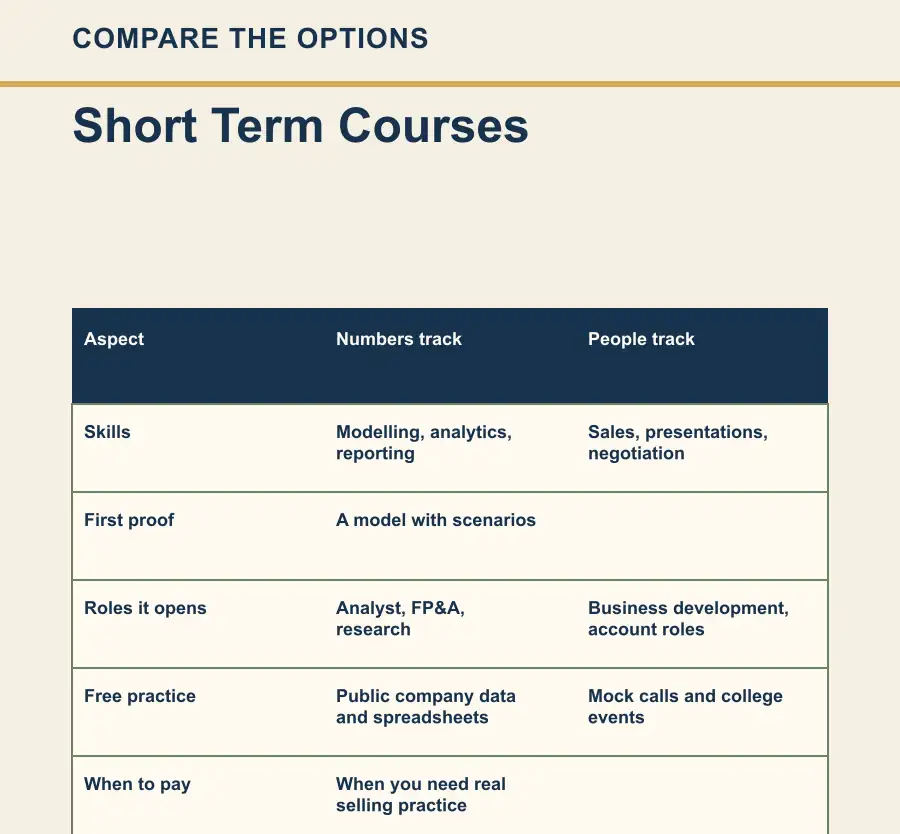 COMPARE THE OPTIONS
Short Term Courses
Aspect Numbers track People track
Skills Modelling, analytics, Sales, presentations,
reporting negotiation
First proof A model with scenarios
Roles it opens Analyst, FP&A, Business development,
research account roles
Free practice Public company data Mock calls and college
and spreadsheets events
When to pay When you need real
selling practice